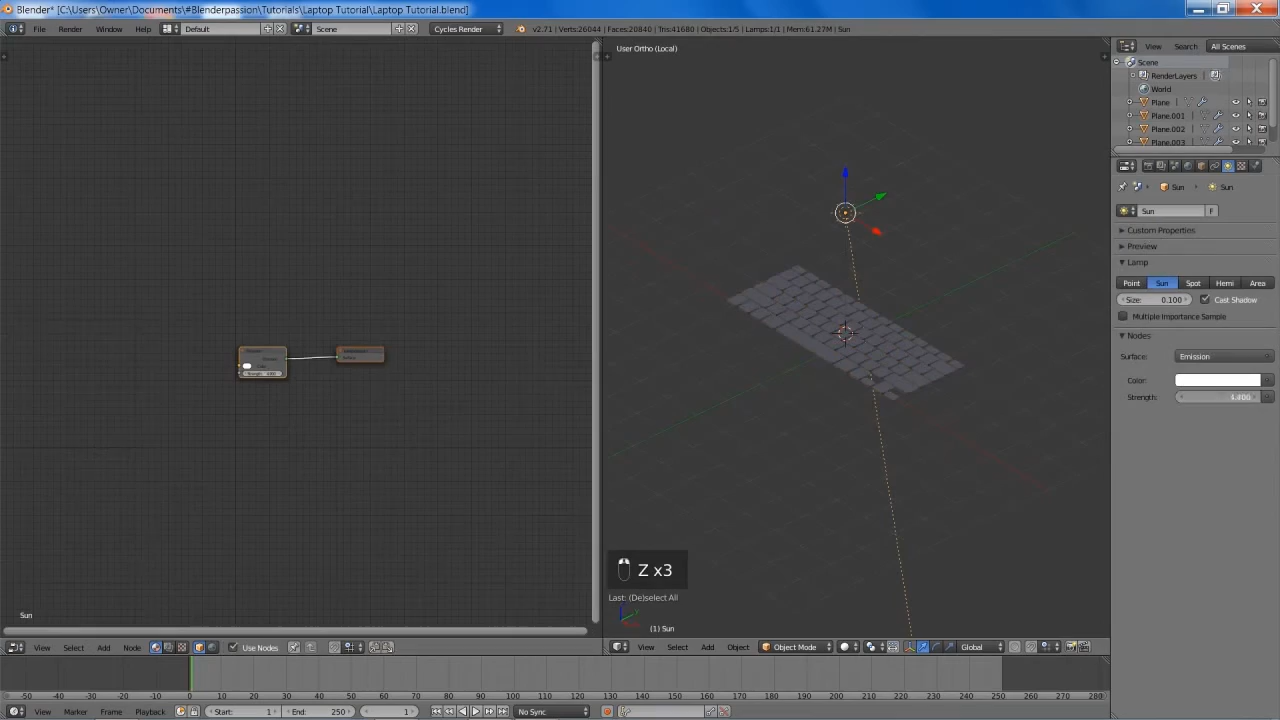 Blender* [C:\Users\Owner\Documents\#Blenderpassion\Tutorials\Laptop Tutorial\Laptop Tutorial.blend]
File Render Window Help Default Scene Cycles Render v2.71 | Verts:26044 | Faces:20840 | Tris:41680 | Objects:1/5 | Lamps:1/1 | Mem:61.27M | Sun
User Ortho (Local)
View Search All Scenes
Scene
RenderLayers
World
Plane
Plane.001
Plane.002
Plane.003
Sun Sun
Sun F
Custom Properties
Preview
Lamp
Point Sun Spot Hemi Area
Size: 0.100 Cast Shadow
Multiple Importance Sample
Nodes
Surface: Emission
Color:
Strength:
Z x3
Last: (De)select All
Sun
(1) Sun
View Select Add Node Use Nodes
View Select Add Object Object Mode Global
-50 -40 -30 -20 -10 0 10 20 30 40 50 60 70 80 90 100 110 120 130 140 150 160 170 180 190 200 210 220 230 240 250 260 270 280
View Marker Frame Playback Start: 1 End: 250 1 No Sync